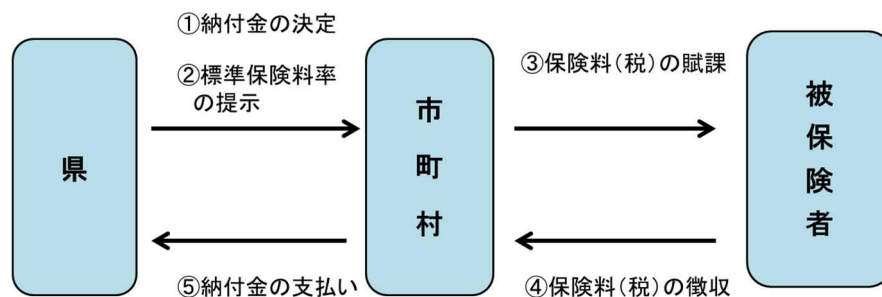 ①納付金の決定
②標準保険料率
の提示
③保険料(税)の賦課
県
市町村
被保険者
⑤納付金の支払い
④保険料(税)の徴収